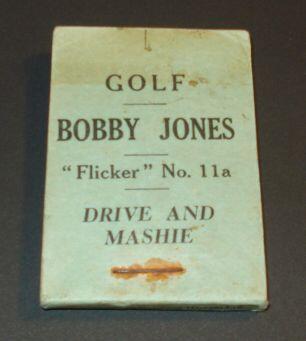 GOLF
BOBBY JONES
"Flicker" No. 11a
DRIVE AND
MASHIE